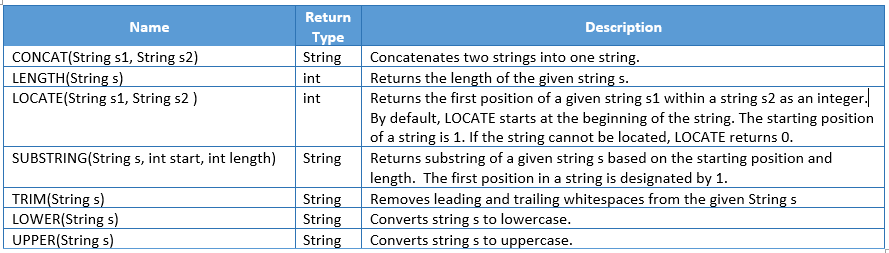 Name Return Type Description
CONCAT(String s1, String s2) String Concatenates two strings into one string.
LENGTH(String s) int Returns the length of the given string s.
LOCATE(String s1, String s2 ) int Returns the first position of a given string s1 within a string s2 as an integer.
By default, LOCATE starts at the beginning of the string. The starting position
of a string is 1. If the string cannot be located, LOCATE returns 0.
SUBSTRING(String s, int start, int length) String Returns substring of a given string s based on the starting position and
length.  The first position in a string is designated by 1.
TRIM(String s) String Removes leading and trailing whitespaces from the given String s
LOWER(String s) String Converts string s to lowercase.
UPPER(String s) String Converts string s to uppercase.